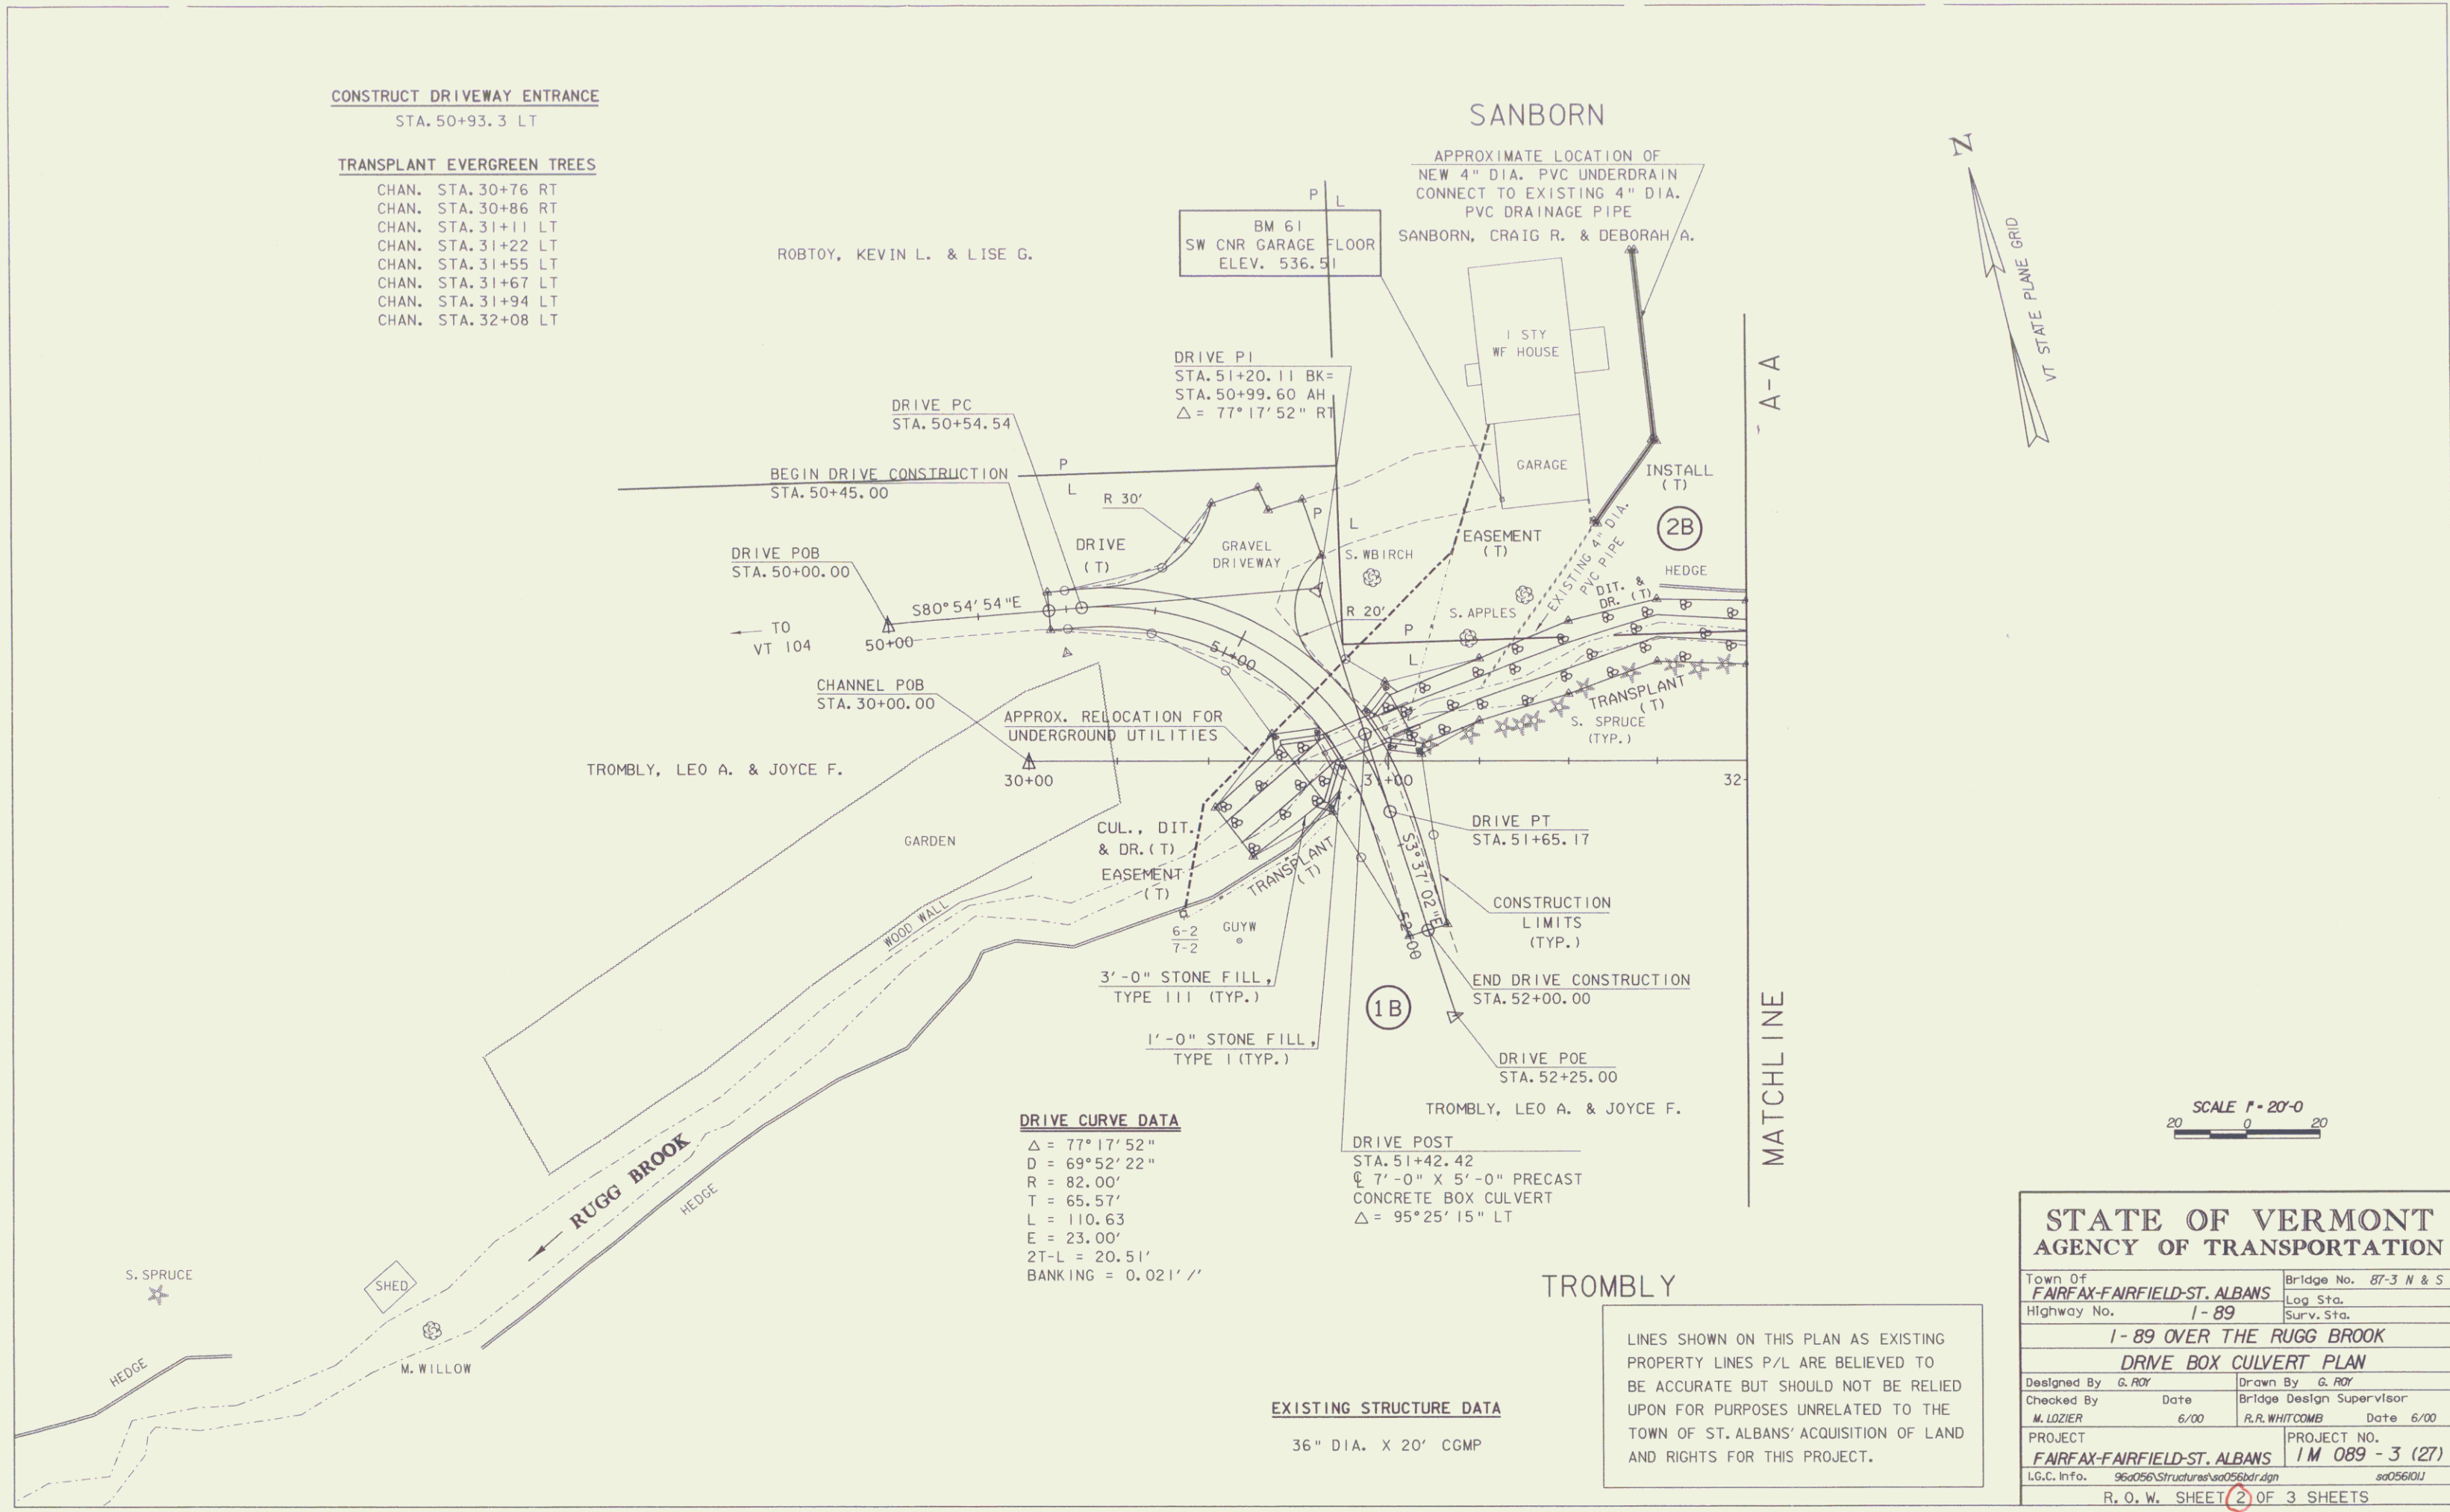 CONSTRUCT DRIVEWAY ENTRANCE
STA. 50+93.3 LT
TRANSPLANT EVERGREEN TREES
CHAN. STA. 30+76 RT
CHAN. STA. 30+86 RT
CHAN. STA. 31+11 LT
CHAN. STA. 31+22 LT
CHAN. STA. 31+55 LT
CHAN. STA. 31+67 LT
CHAN. STA. 31+94 LT
CHAN. STA. 32+08 LT
ROBTOY, KEVIN L. & LISE G.
SANBORN
APPROXIMATE LOCATION OF
NEW 4" DIA. PVC UNDERDRAIN
CONNECT TO EXISTING 4" DIA.
PVC DRAINAGE PIPE
SANBORN, CRAIG R. & DEBORAH A.
P L
BM 61
SW CNR GARAGE FLOOR
ELEV. 536.51
N
VT STATE PLANE GRID
1 STY
WF HOUSE
GARAGE
DRIVE PI
STA. 51+20.11 BK=
STA. 50+99.60 AH
△ = 77°17'52" RT
DRIVE PC
STA. 50+54.54
BEGIN DRIVE CONSTRUCTION
STA. 50+45.00
P
L
R 30'
DRIVE POB
STA. 50+00.00
DRIVE
(T)
GRAVEL
DRIVEWAY
P
L
S. WBIRCH
EASEMENT
(T)
INSTALL
(T)
2B
HEDGE
EXISTING 4" DIA.
PVC PIPE
DIT. &
DR. (T)
S. APPLES
R 20'
P
L
S80°54'54"E
TO
VT 104
50+00
51+00
CHANNEL POB
STA. 30+00.00
APPROX. RELOCATION FOR
UNDERGROUND UTILITIES
TRANSPLANT
(T)
S. SPRUCE
(TYP.)
TROMBLY, LEO A. & JOYCE F.
30+00
31+00
32
A-A
MATCHLINE
GARDEN
CUL., DIT.
& DR. (T)
EASEMENT
(T)
TRANSPLANT
(T)
DRIVE PT
STA. 51+65.17
S3°37'02"E
52+00
CONSTRUCTION
LIMITS
(TYP.)
WOOD WALL
6-2
7-2
GUYW
3'-0" STONE FILL,
TYPE III (TYP.)
END DRIVE CONSTRUCTION
STA. 52+00.00
1B
1'-0" STONE FILL,
TYPE I (TYP.)
DRIVE POE
STA. 52+25.00
TROMBLY, LEO A. & JOYCE F.
DRIVE CURVE DATA
△ = 77°17'52"
D = 69°52'22"
R = 82.00'
T = 65.57'
L = 110.63
E = 23.00'
2T-L = 20.51'
BANKING = 0.021'/'
DRIVE POST
STA. 51+42.42
℄ 7'-0" X 5'-0" PRECAST
CONCRETE BOX CULVERT
△ = 95°25'15" LT
RUGG BROOK
HEDGE
S. SPRUCE
SHED
M. WILLOW
HEDGE
TROMBLY
LINES SHOWN ON THIS PLAN AS EXISTING
PROPERTY LINES P/L ARE BELIEVED TO
BE ACCURATE BUT SHOULD NOT BE RELIED
UPON FOR PURPOSES UNRELATED TO THE
TOWN OF ST. ALBANS' ACQUISITION OF LAND
AND RIGHTS FOR THIS PROJECT.
EXISTING STRUCTURE DATA
36" DIA. X 20' CGMP
SCALE 1" = 20'-0
20 0 20
STATE OF VERMONT
AGENCY OF TRANSPORTATION
Town Of
FAIRFAX-FAIRFIELD-ST. ALBANS
Bridge No. 87-3 N & S
Log Sta.
Highway No. I-89
Surv. Sta.
I-89 OVER THE RUGG BROOK
DRIVE BOX CULVERT PLAN
Designed By G. ROY
Drawn By G. ROY
Checked By Date
M. LOZIER 6/00
Bridge Design Supervisor
R.R. WHITCOMB Date 6/00
PROJECT
FAIRFAX-FAIRFIELD-ST. ALBANS
PROJECT NO.
IM 089-3 (27)
I.G.C. Info. 96a056\Structures\sa056bdr.dgn
R. O. W. SHEET 2 OF 3 SHEETS